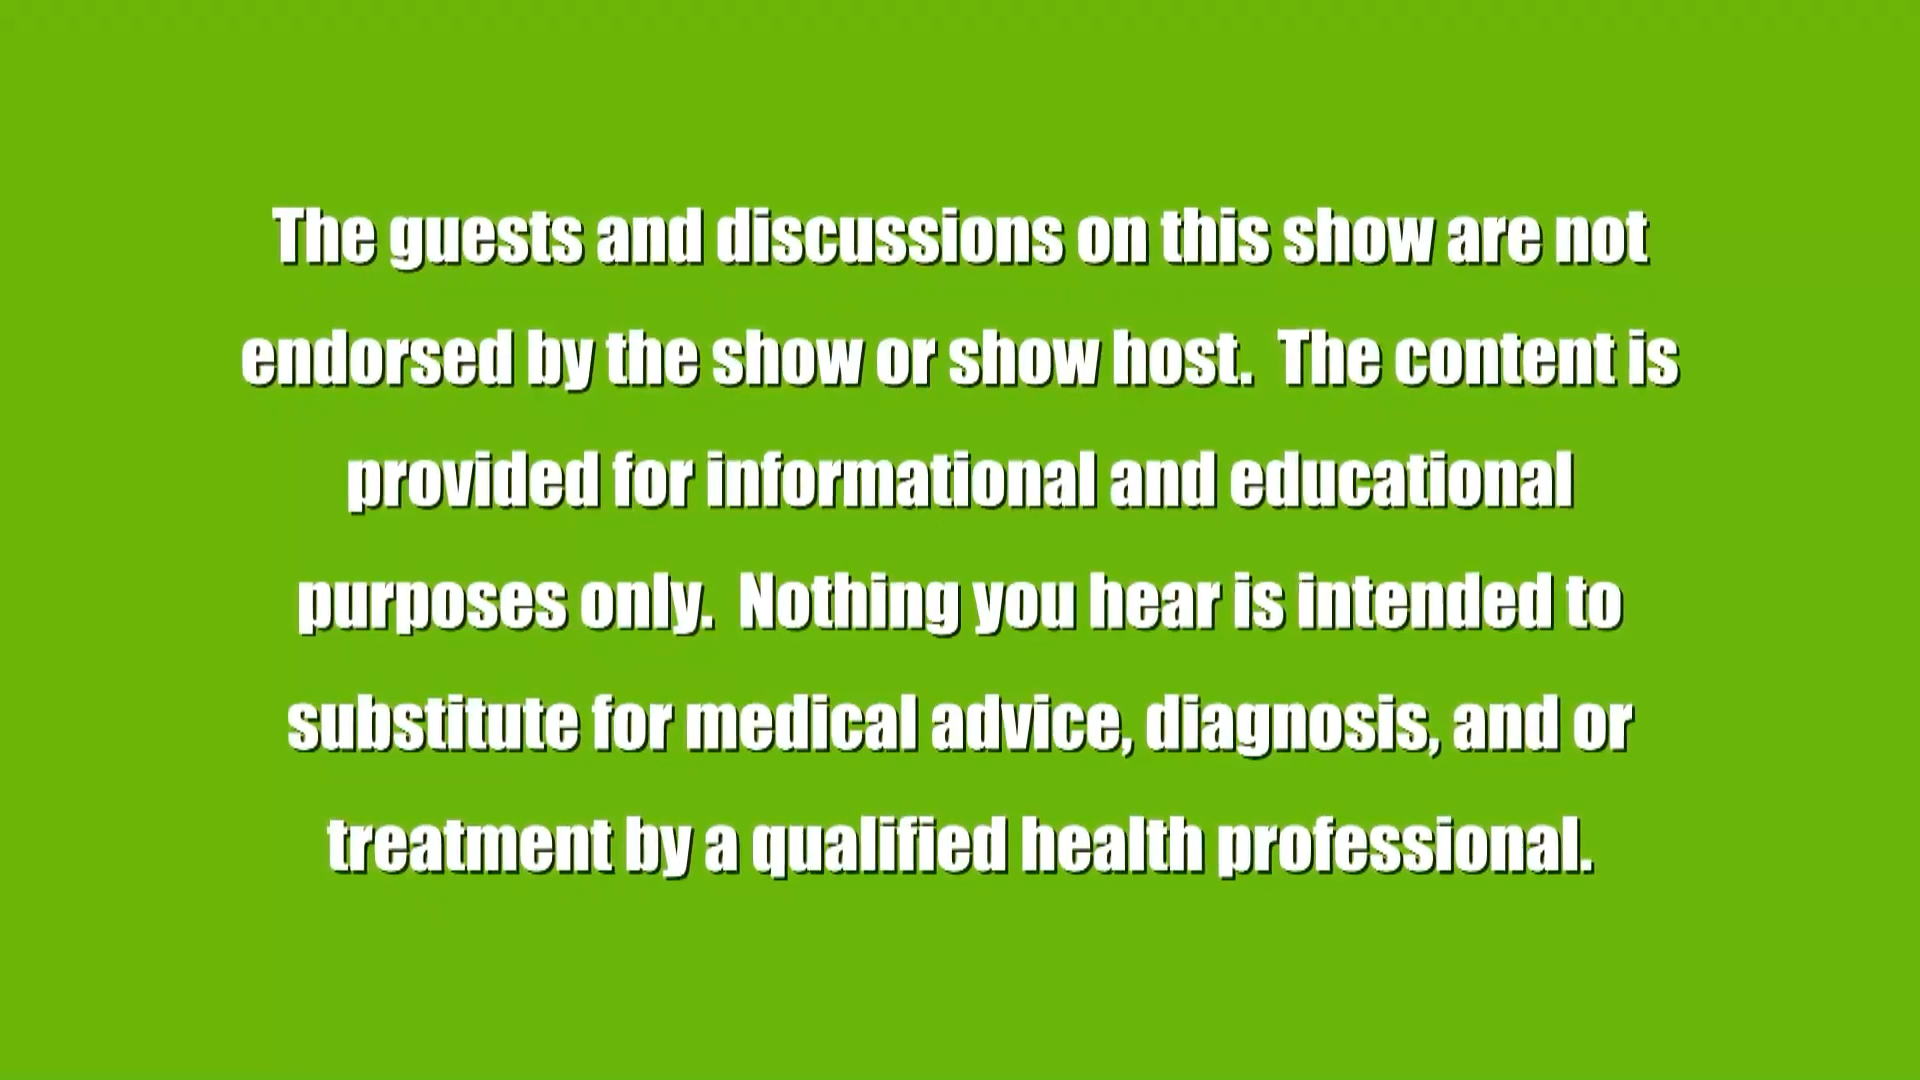 The guests and discussions on this show are not
endorsed by the show or show host.  The content is
provided for informational and educational
purposes only.  Nothing you hear is intended to
substitute for medical advice, diagnosis, and or
treatment by a qualified health professional.